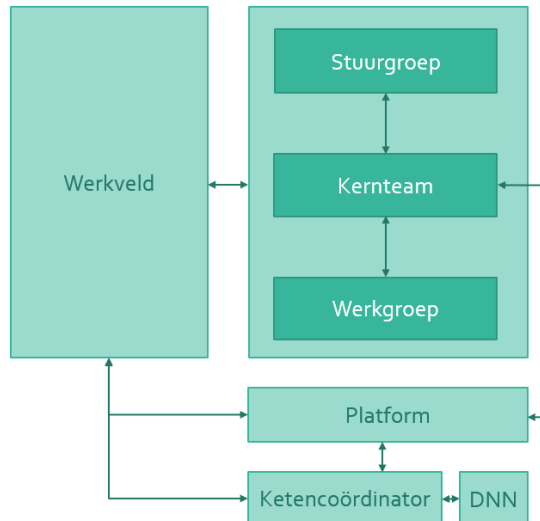 Stuurgroep
Werkveld
Kernteam
Werkgroep
Platform
Ketencoördinator
DNN